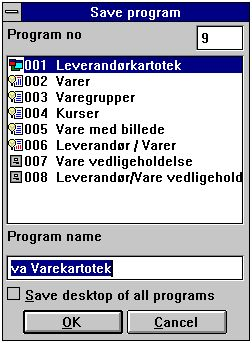 Save program
Program no
9
001 Leverandørkartotek
002 Varer
003 Varegrupper
004 Kurser
005 Vare med billede
006 Leverandør / Varer
007 Vare vedligeholdelse
008 Leverandør/Vare vedligehold
Program name
va Varekartotek
Save desktop of all programs
OK
Cancel